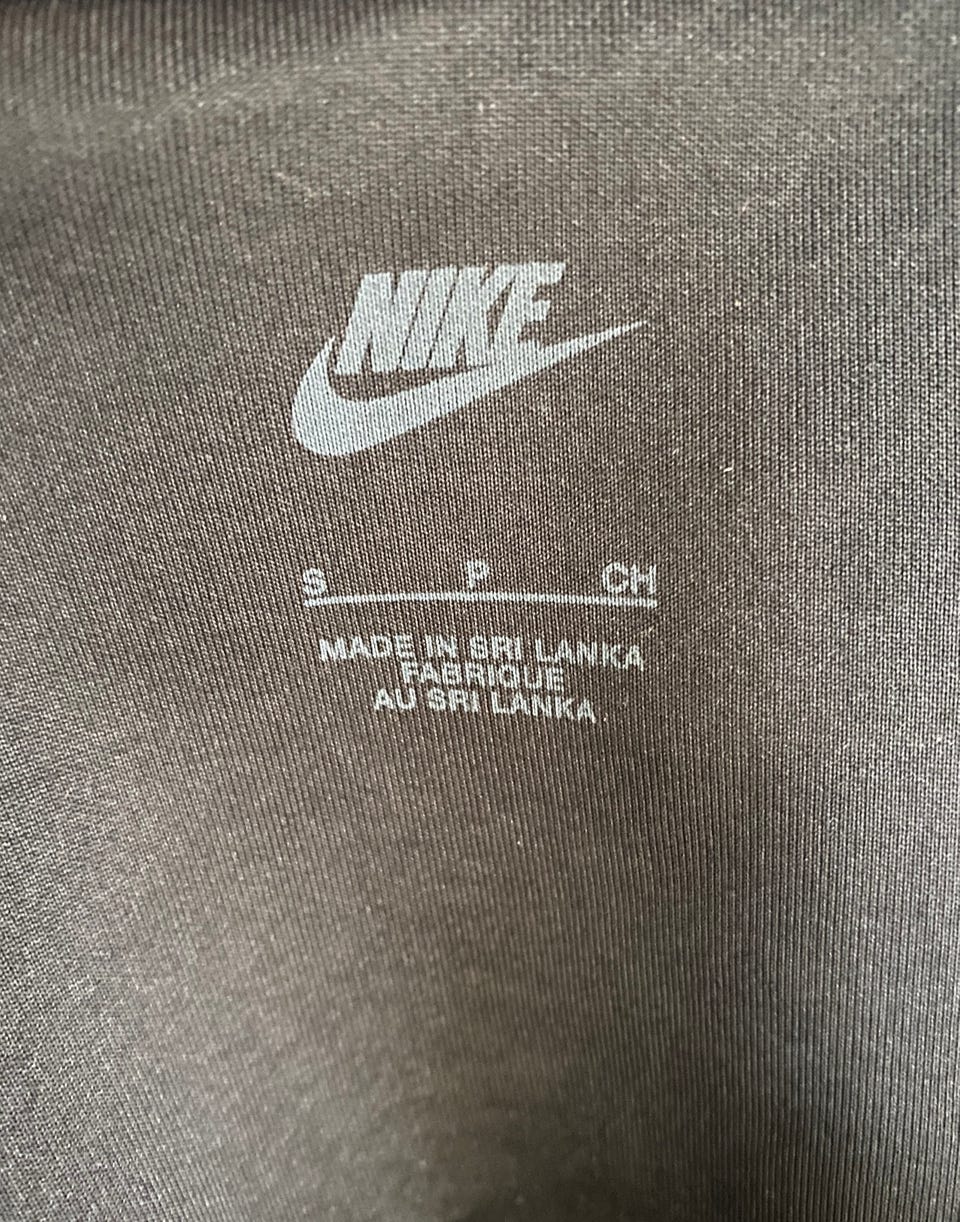 NIKE
S P CH
MADE IN SRI LANKA
FABRIQUE
AU SRI LANKA